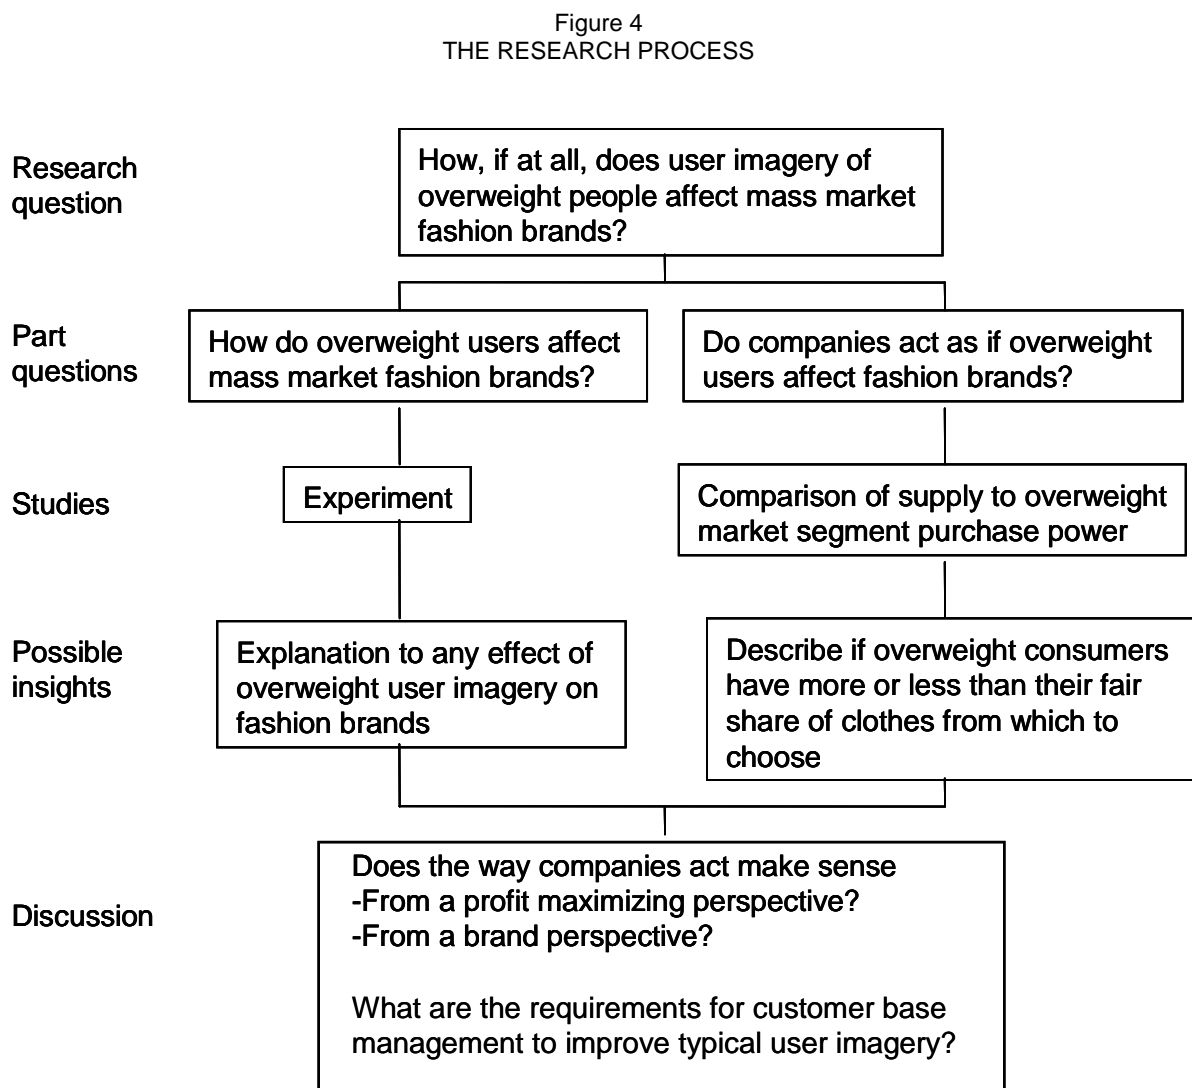 Figure 4
THE RESEARCH PROCESS
Research
question
How, if at all, does user imagery of
overweight people affect mass market
fashion brands?
Part
questions
How do overweight users affect
mass market fashion brands?
Do companies act as if overweight
users affect fashion brands?
Studies
Experiment
Comparison of supply to overweight
market segment purchase power
Possible
insights
Explanation to any effect of
overweight user imagery on
fashion brands
Describe if overweight consumers
have more or less than their fair
share of clothes from which to
choose
Discussion
Does the way companies act make sense
-From a profit maximizing perspective?
-From a brand perspective?
What are the requirements for customer base
management to improve typical user imagery?